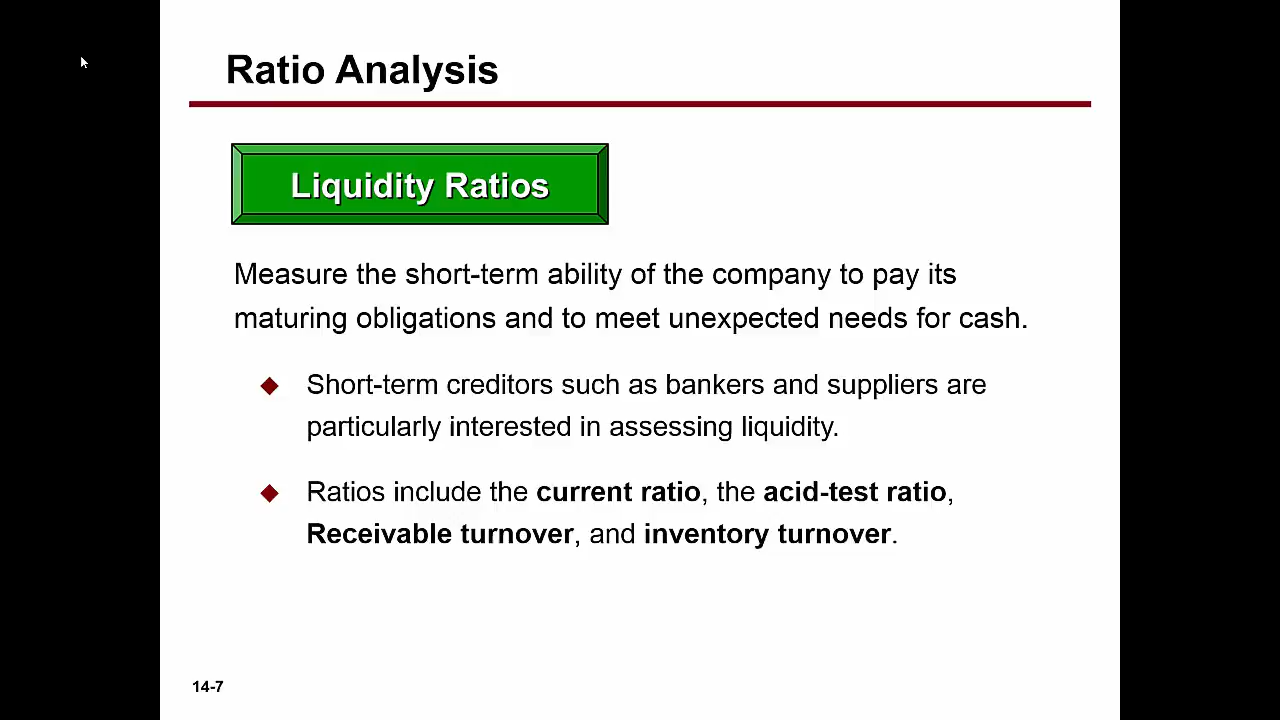 Ratio Analysis
Liquidity Ratios
Measure the short-term ability of the company to pay its
maturing obligations and to meet unexpected needs for cash.
Short-term creditors such as bankers and suppliers are
particularly interested in assessing liquidity.
Ratios include the current ratio, the acid-test ratio,
Receivable turnover, and inventory turnover.
14-7